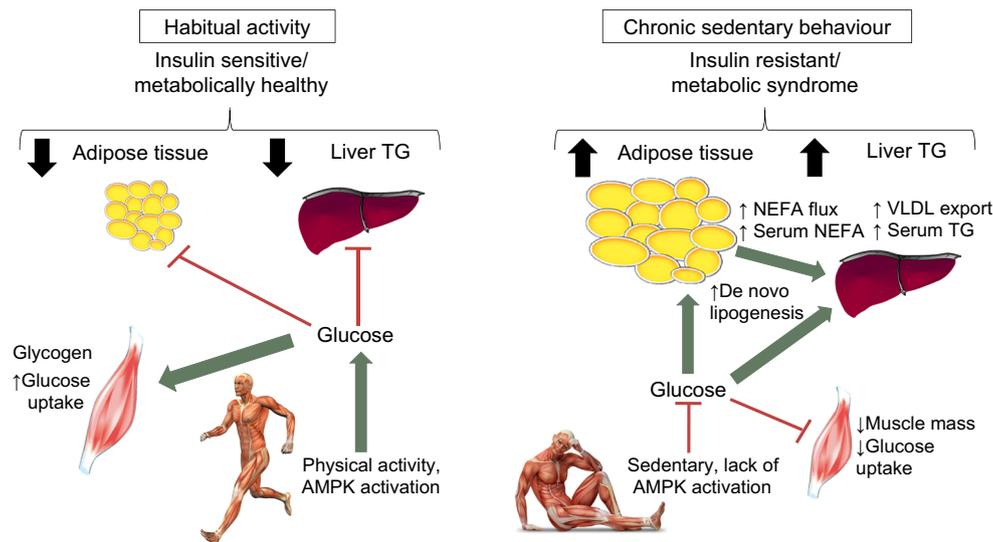 Habitual activity
Insulin sensitive/
metabolically healthy
Adipose tissue
Liver TG
Glucose
Glycogen
↑Glucose
uptake
Physical activity,
AMPK activation
Chronic sedentary behaviour
Insulin resistant/
metabolic syndrome
Adipose tissue
Liver TG
↑ NEFA flux
↑ Serum NEFA
↑ VLDL export
↑ Serum TG
↑De novo
lipogenesis
Glucose
↓Muscle mass
↓Glucose
uptake
Sedentary, lack of
AMPK activation